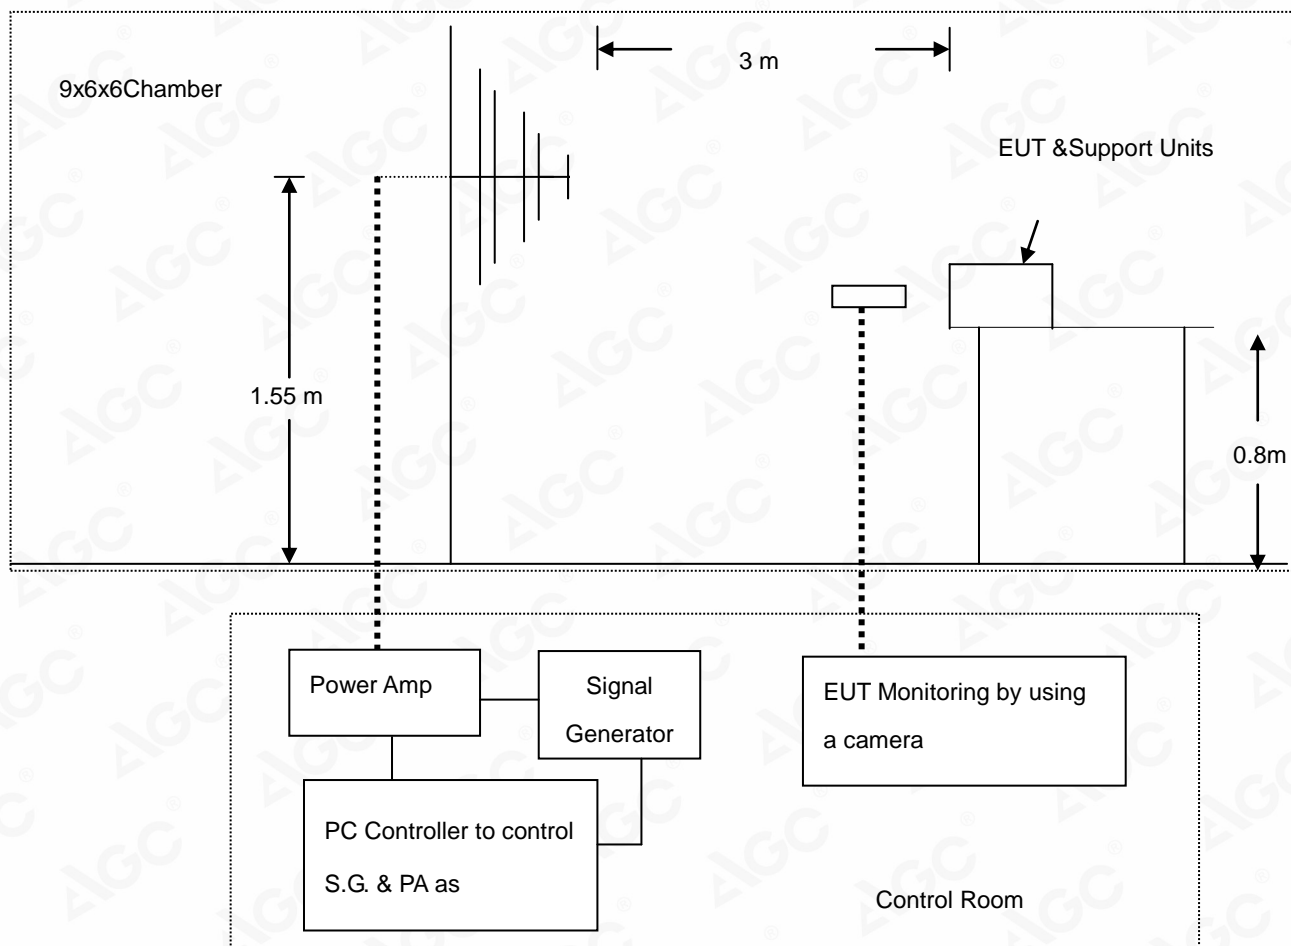 3 m
9x6x6Chamber
EUT &Support Units
1.55 m
0.8m
Power Amp
Signal
Generator
EUT Monitoring by using
a camera
PC Controller to control
S.G. & PA as
Control Room
AGC